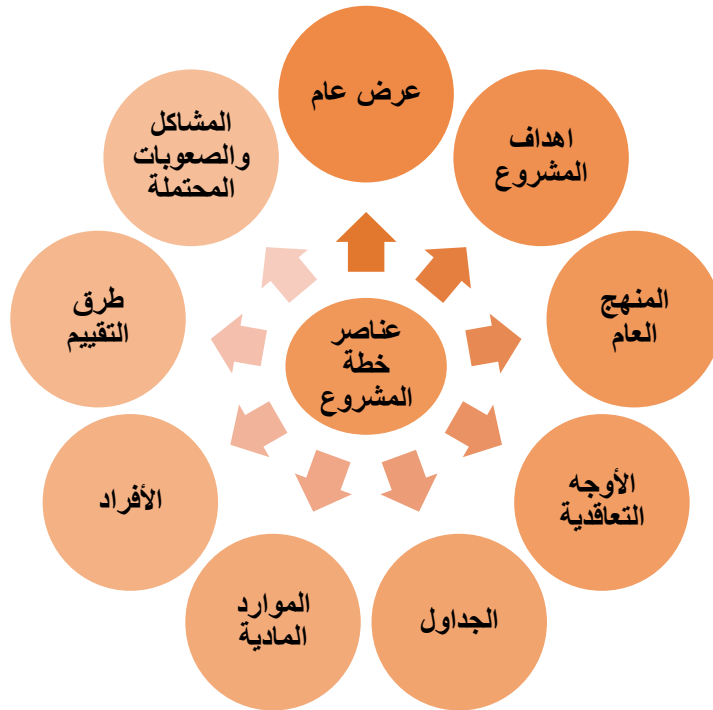 عرض عام
اهداف
المشروع
المنهج
العام
الأوجه
التعاقدية
الجداول
الموارد
المادية
الأفراد
طرق
التقييم
المشاكل
والصعوبات
المحتملة
عناصر
خطة
المشروع